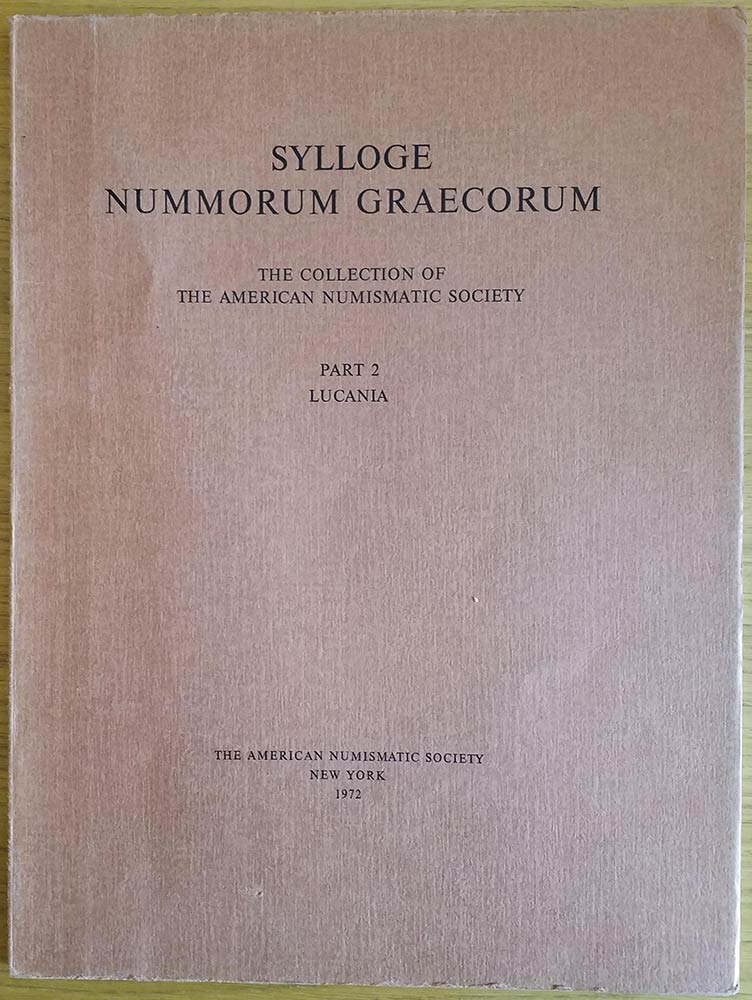 SYLLOGE
NUMMORUM GRAECORUM
THE COLLECTION OF
THE AMERICAN NUMISMATIC SOCIETY
PART 2
LUCANIA
THE AMERICAN NUMISMATIC SOCIETY
NEW YORK
1972